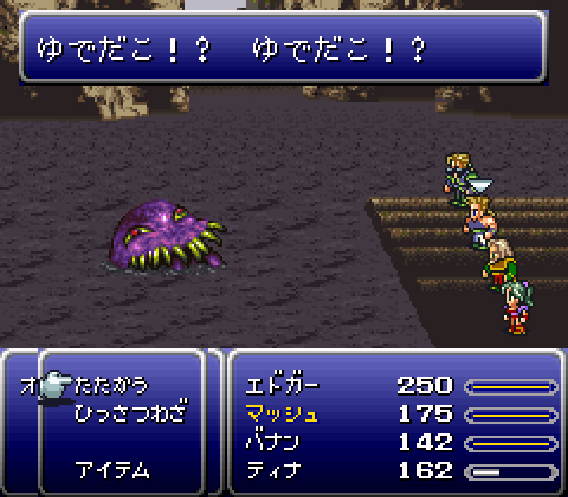 ゆでだこ！？　ゆでだこ！？
オ
たたかう
ひっさつわざ
アイテム
エドガー 250
マッシュ 175
バナン 142
ティナ 162